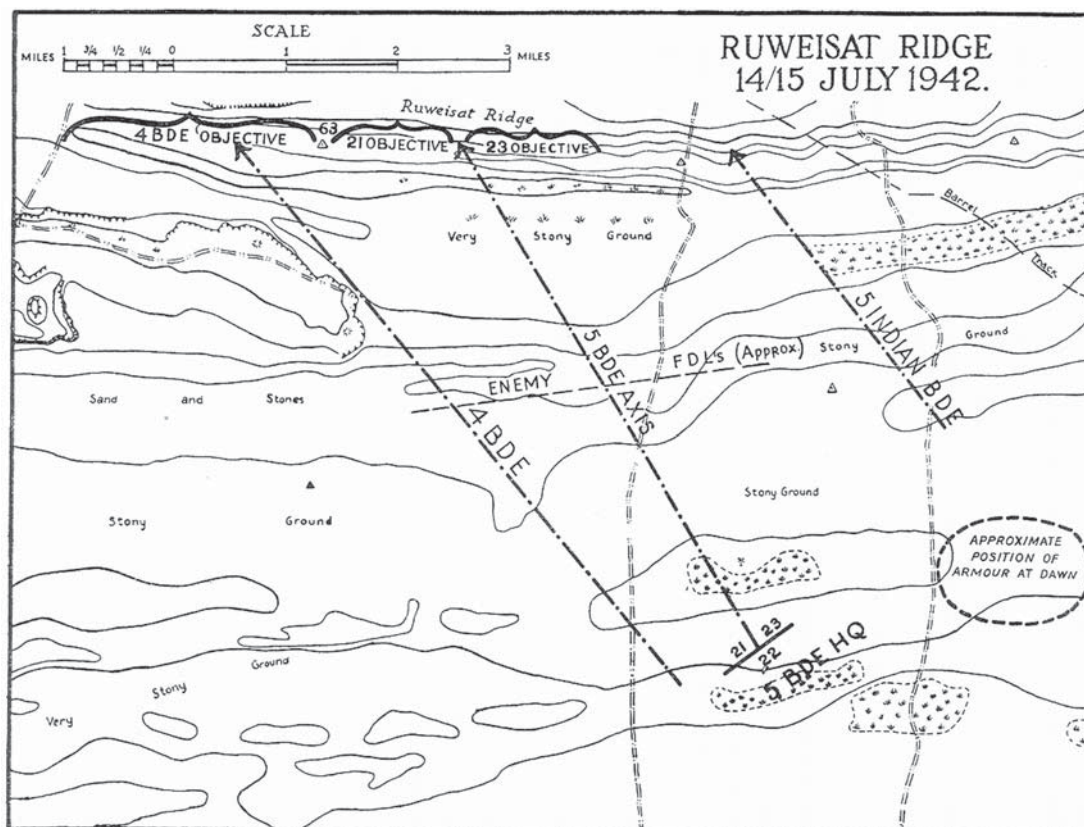 SCALE
MILES 1 3/4 1/2 1/4 0 1 2 3 MILES
RUWEISAT RIDGE
14/15 JULY 1942.
Ruweisat Ridge
4 BDE OBJECTIVE
63
21 OBJECTIVE
23 OBJECTIVE
Barrel
Track
Very Stony Ground
5 INDIAN BDE
5 BDE AXIS
ENEMY FDL'S (Approx)
Stony Ground
Sand and Stones
4 BDE
Stony Ground
Stony Ground
APPROXIMATE
POSITION OF
ARMOUR AT DAWN
21 23
22
5 BDE HQ
Very Stony Ground